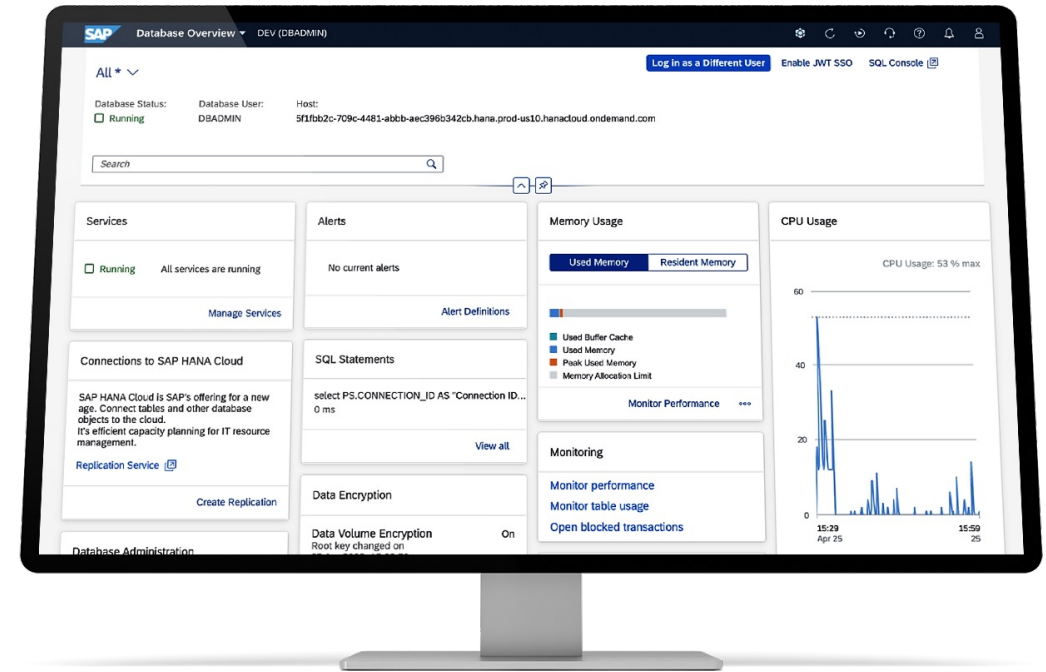 SAP Database Overview DEV (DBADMIN)
All *
Log in as a Different User Enable JWT SSO SQL Console
Database Status: Database User: Host:
Running DBADMIN 5f1fbb2c-709c-4481-abbb-aec396b342cb.hana.prod-us10.hanacloud.ondemand.com
Search
Services
Running All services are running
Manage Services
Alerts
No current alerts
Alert Definitions
Memory Usage
Used Memory Resident Memory
Used Buffer Cache
Used Memory
Peak Used Memory
Memory Allocation Limit
Monitor Performance
CPU Usage
CPU Usage: 53 % max
60
40
20
0
15:29 15:59
Apr 25 25
Connections to SAP HANA Cloud
SAP HANA Cloud is SAP's offering for a new
age. Connect tables and other database
objects to the cloud.
It's efficient capacity planning for IT resource
management.
Replication Service
Create Replication
SQL Statements
select PS.CONNECTION_ID AS "Connection ID...
0 ms
View all
Monitoring
Monitor performance
Monitor table usage
Open blocked transactions
Data Encryption
Data Volume Encryption On
Root key changed on
Database Administration